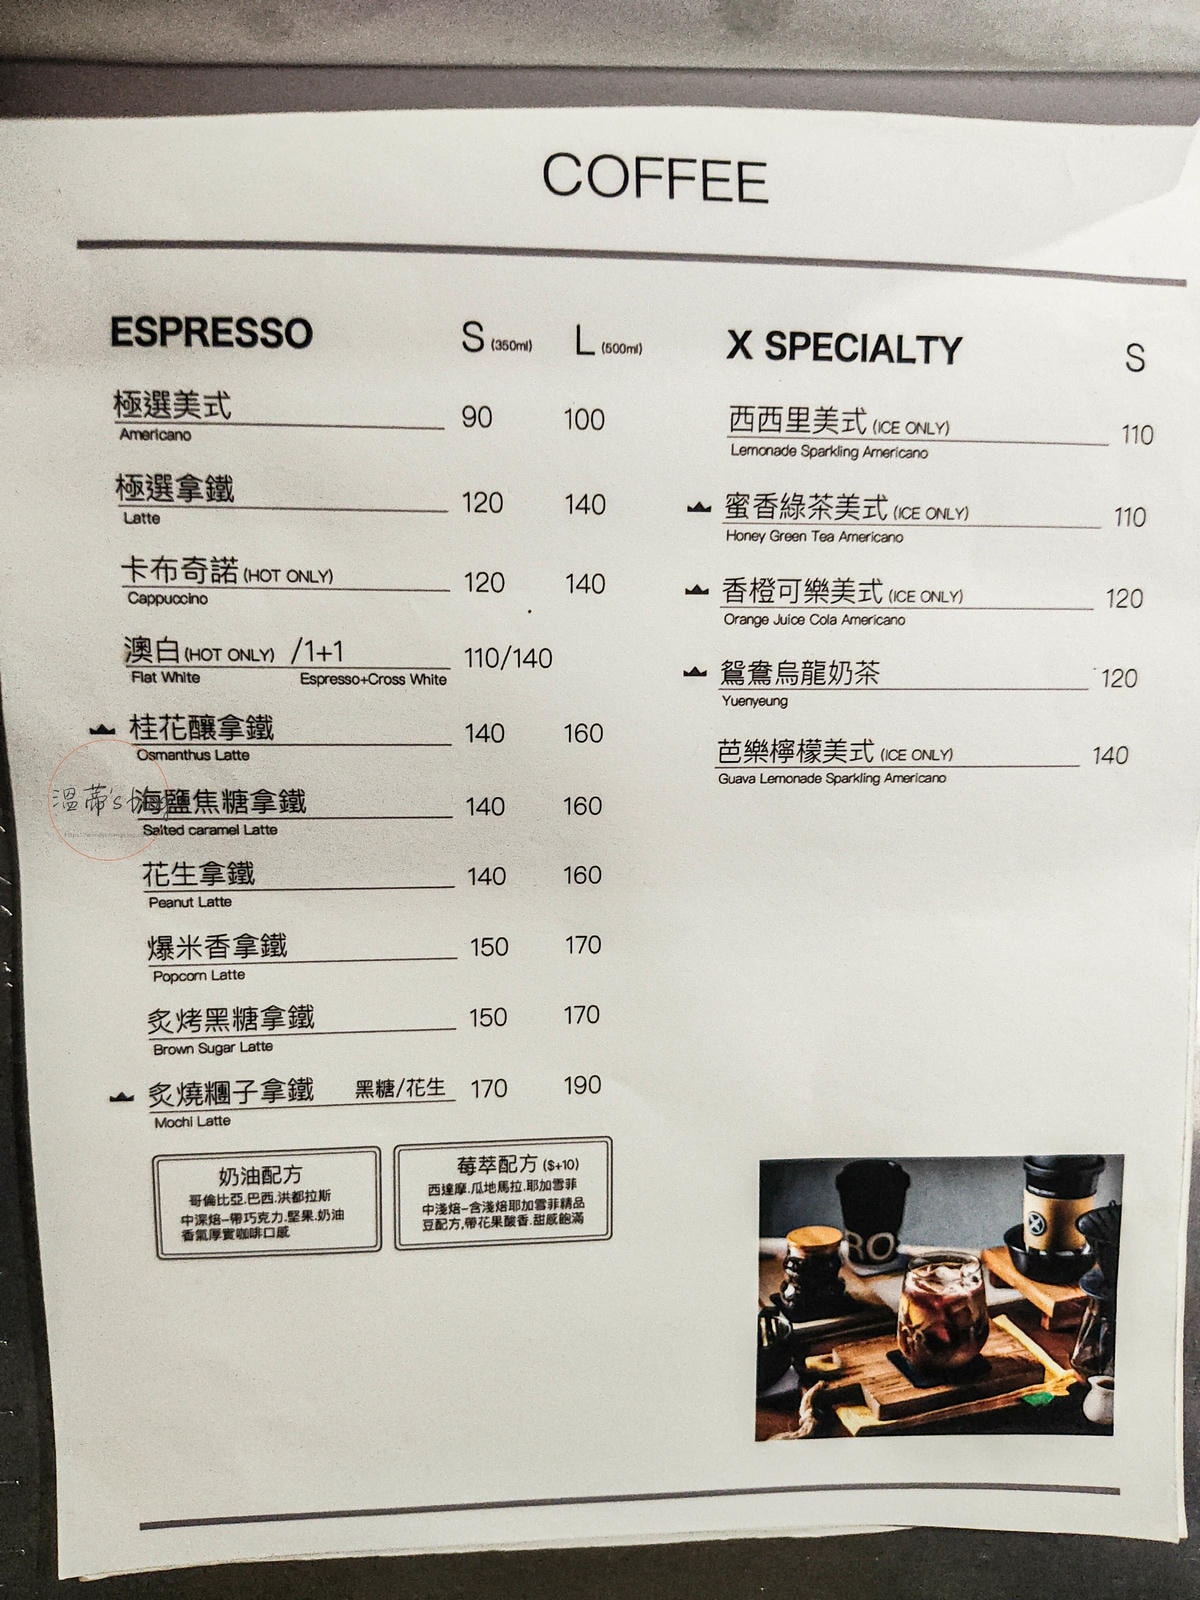 COFFEE
ESPRESSO S (350ml) L (500ml)
極選美式 90 100
Americano
極選拿鐵 120 140
Latte
卡布奇諾 (HOT ONLY) 120 140
Cappuccino
澳白 (HOT ONLY) /1+1 110/140
Flat White Espresso+Cross White
桂花釀拿鐵 140 160
Osmanthus Latte
海鹽焦糖拿鐵 140 160
Salted caramel Latte
花生拿鐵 140 160
Peanut Latte
爆米香拿鐵 150 170
Popcorn Latte
炙烤黑糖拿鐵 150 170
Brown Sugar Latte
炙燒糰子拿鐵 黑糖/花生 170 190
Mochi Latte
奶油配方
哥倫比亞.巴西.洪都拉斯
中深焙–帶巧克力.堅果.奶油
香氣厚實咖啡口感
莓萃配方 ($+10)
西達摩.瓜地馬拉.耶加雪菲
中淺焙–含淺焙耶加雪菲精品
豆配方,帶花果酸香.甜感飽滿
X SPECIALTY S
西西里美式 (ICE ONLY) 110
Lemonade Sparkling Americano
蜜香綠茶美式 (ICE ONLY) 110
Honey Green Tea Americano
香橙可樂美式 (ICE ONLY) 120
Orange Juice Cola Americano
鴛鴦烏龍奶茶 120
Yuenyeung
芭樂檸檬美式 (ICE ONLY) 140
Guava Lemonade Sparkling Americano
溫蒂's blog